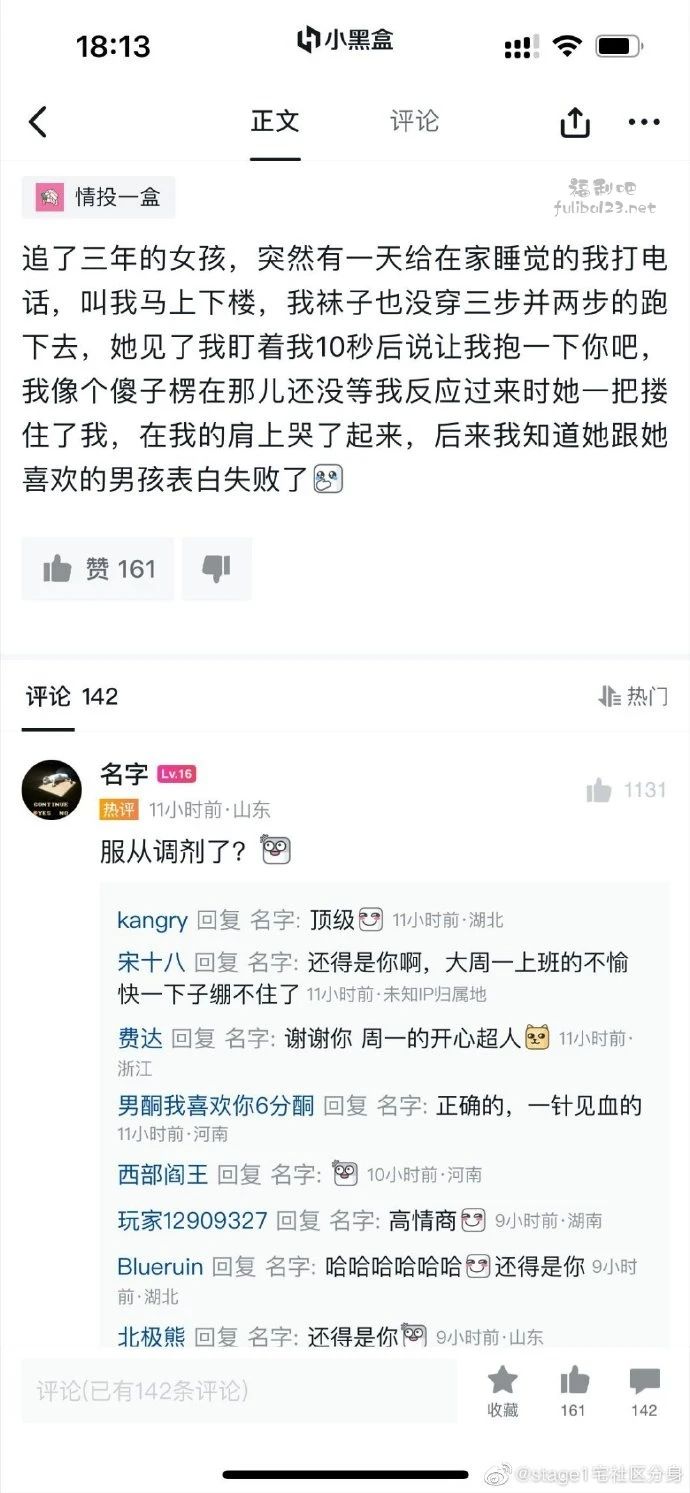 18:13
小黑盒
正文
评论
情投一盒
福利吧
fuliba123.net
追了三年的女孩，突然有一天给在家睡觉的我打电
话，叫我马上下楼，我袜子也没穿三步并两步的跑
下去，她见了我盯着我10秒后说让我抱一下你吧，
我像个傻子楞在那儿还没等我反应过来时她一把搂
住了我，在我的肩上哭了起来，后来我知道她跟她
喜欢的男孩表白失败了
赞 161
评论 142
热门
名字 Lv.16
1131
热评 11小时前·山东
服从调剂了？
CONTINUE
YES NO
kangry 回复 名字: 顶级 11小时前·湖北
宋十八 回复 名字: 还得是你啊，大周一上班的不愉
快一下子绷不住了 11小时前·未知IP归属地
费达 回复 名字: 谢谢你 周一的开心超人 11小时前·
浙江
男酮我喜欢你6分酮 回复 名字: 正确的，一针见血的
11小时前·河南
西部阎王 回复 名字: 10小时前·河南
玩家12909327 回复 名字: 高情商 9小时前·湖南
Blueruin 回复 名字: 哈哈哈哈哈哈还得是你 9小时
前·湖北
北极熊 回复 名字: 还得是你 9小时前·山东
评论(已有142条评论)
收藏
161
142
@stage1宅社区分身